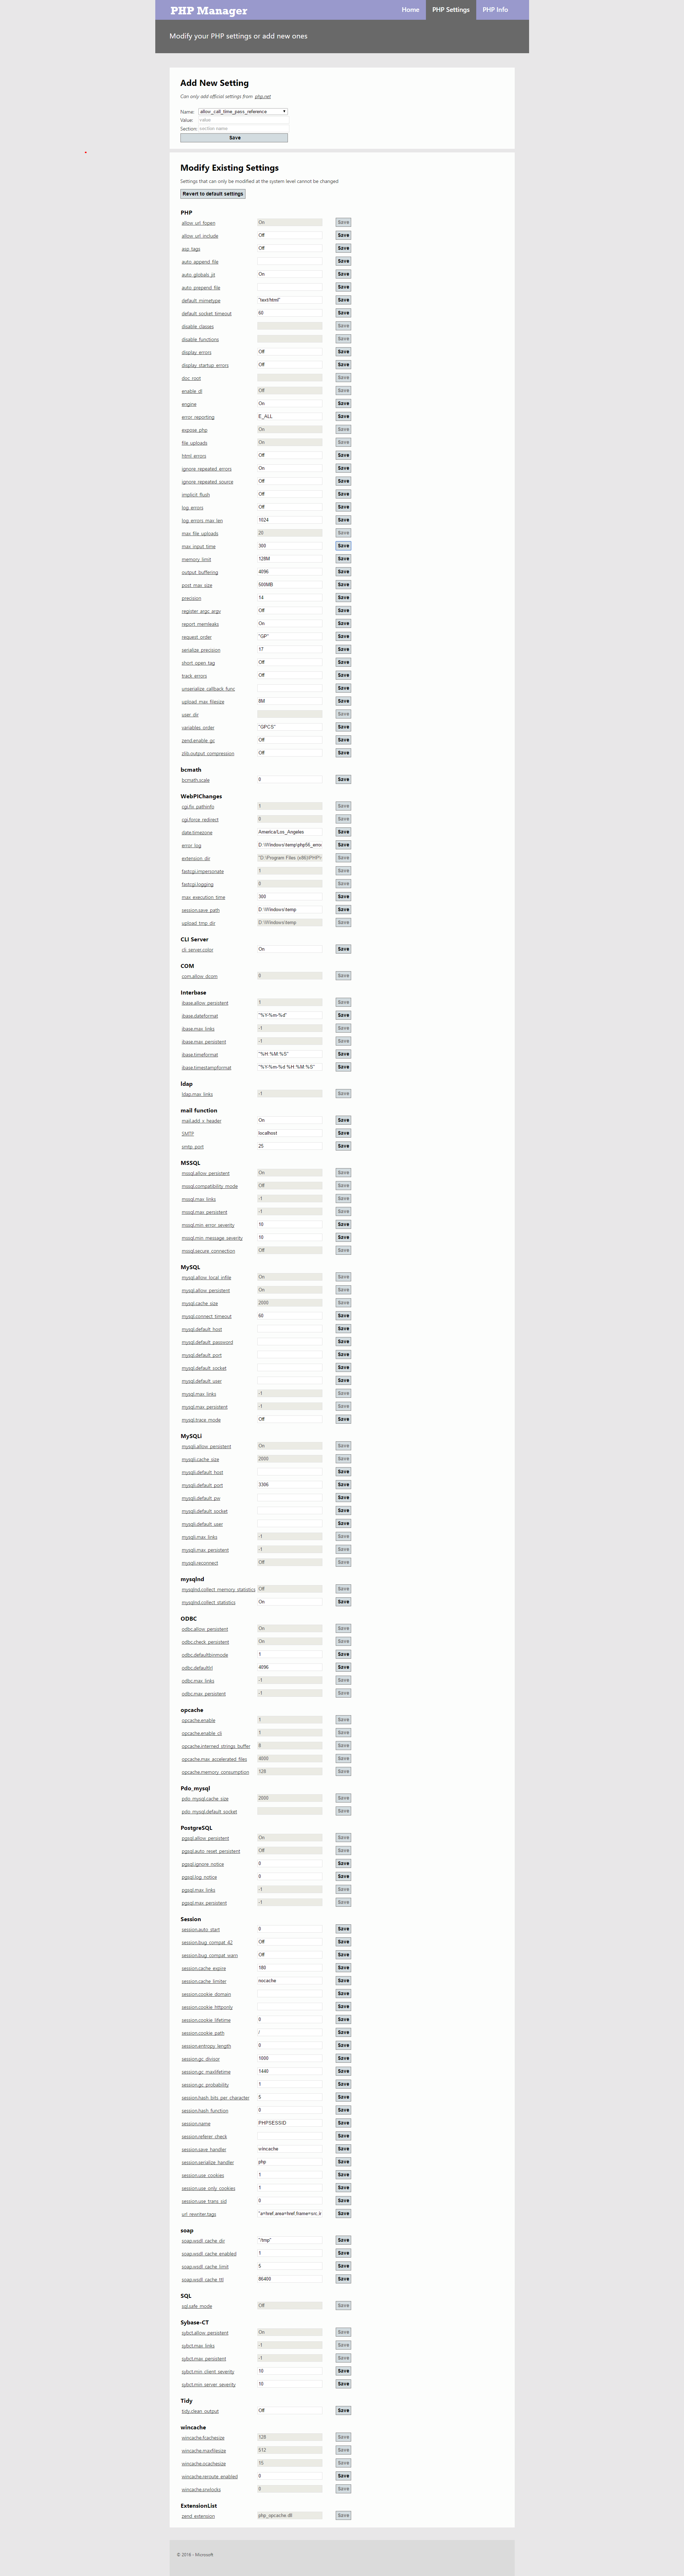 PHP Manager
Home PHP Settings PHP Info
Modify your PHP settings or add new ones
Add New Setting
Can only add official settings from php.net
Name: allow_call_time_pass_reference
Value: value
Section: section name
Save
Modify Existing Settings
Settings that can only be modified at the system level cannot be changed
Revert to default settings
PHP
allow_url_fopen On Save
allow_url_include Off Save
asp_tags Off Save
auto_append_file Save
auto_globals_jit On Save
auto_prepend_file Save
default_mimetype "text/html" Save
default_socket_timeout 60 Save
disable_classes Save
disable_functions Save
display_errors Off Save
display_startup_errors Off Save
doc_root Save
enable_dl Off Save
engine On Save
error_reporting E_ALL Save
expose_php On Save
file_uploads On Save
html_errors Off Save
ignore_repeated_errors On Save
ignore_repeated_source Off Save
implicit_flush Off Save
log_errors Off Save
log_errors_max_len 1024 Save
max_file_uploads 20 Save
max_input_time 300 Save
memory_limit 128M Save
output_buffering 4096 Save
post_max_size 500MB Save
precision 14 Save
register_argc_argv Off Save
report_memleaks On Save
request_order "GP" Save
serialize_precision 17 Save
short_open_tag Off Save
track_errors Off Save
unserialize_callback_func Save
upload_max_filesize 8M Save
user_dir Save
variables_order "GPCS" Save
zend.enable_gc Off Save
zlib.output_compression Off Save
bcmath
bcmath.scale 0 Save
WebPIChanges
cgi.fix_pathinfo 1 Save
cgi.force_redirect 0 Save
date.timezone America/Los_Angeles Save
error_log D:\Windows\temp\php56_error Save
extension_dir "D:\Program Files (x86)\PHP\v Save
fastcgi.impersonate 1 Save
fastcgi.logging 0 Save
max_execution_time 300 Save
session.save_path D:\Windows\temp Save
upload_tmp_dir D:\Windows\temp Save
CLI Server
cli_server.color On Save
COM
com.allow_dcom 0 Save
Interbase
ibase.allow_persistent 1 Save
ibase.dateformat "%Y-%m-%d" Save
ibase.max_links -1 Save
ibase.max_persistent -1 Save
ibase.timeformat "%H:%M:%S" Save
ibase.timestampformat "%Y-%m-%d %H:%M:%S" Save
ldap
ldap.max_links -1 Save
mail function
mail.add_x_header On Save
SMTP localhost Save
smtp_port 25 Save
MSSQL
mssql.allow_persistent On Save
mssql.compatibility_mode Off Save
mssql.max_links -1 Save
mssql.max_persistent -1 Save
mssql.min_error_severity 10 Save
mssql.min_message_severity 10 Save
mssql.secure_connection Off Save
MySQL
mysql.allow_local_infile On Save
mysql.allow_persistent On Save
mysql.cache_size 2000 Save
mysql.connect_timeout 60 Save
mysql.default_host Save
mysql.default_password Save
mysql.default_port Save
mysql.default_socket Save
mysql.default_user Save
mysql.max_links -1 Save
mysql.max_persistent -1 Save
mysql.trace_mode Off Save
MySQLi
mysqli.allow_persistent On Save
mysqli.cache_size 2000 Save
mysqli.default_host Save
mysqli.default_port 3306 Save
mysqli.default_pw Save
mysqli.default_socket Save
mysqli.default_user Save
mysqli.max_links -1 Save
mysqli.max_persistent -1 Save
mysqli.reconnect Off Save
mysqlnd
mysqlnd.collect_memory_statistics Off Save
mysqlnd.collect_statistics On Save
ODBC
odbc.allow_persistent On Save
odbc.check_persistent On Save
odbc.defaultbinmode 1 Save
odbc.defaultlrl 4096 Save
odbc.max_links -1 Save
odbc.max_persistent -1 Save
opcache
opcache.enable 1 Save
opcache.enable_cli 1 Save
opcache.interned_strings_buffer 8 Save
opcache.max_accelerated_files 4000 Save
opcache.memory_consumption 128 Save
Pdo_mysql
pdo_mysql.cache_size 2000 Save
pdo_mysql.default_socket Save
PostgreSQL
pgsql.allow_persistent On Save
pgsql.auto_reset_persistent Off Save
pgsql.ignore_notice 0 Save
pgsql.log_notice 0 Save
pgsql.max_links -1 Save
pgsql.max_persistent -1 Save
Session
session.auto_start 0 Save
session.bug_compat_42 Off Save
session.bug_compat_warn Off Save
session.cache_expire 180 Save
session.cache_limiter nocache Save
session.cookie_domain Save
session.cookie_httponly Save
session.cookie_lifetime 0 Save
session.cookie_path / Save
session.entropy_length 0 Save
session.gc_divisor 1000 Save
session.gc_maxlifetime 1440 Save
session.gc_probability 1 Save
session.hash_bits_per_character 5 Save
session.hash_function 0 Save
session.name PHPSESSID Save
session.referer_check Save
session.save_handler wincache Save
session.serialize_handler php Save
session.use_cookies 1 Save
session.use_only_cookies 1 Save
session.use_trans_sid 0 Save
url_rewriter.tags "a=href,area=href,frame=src,i Save
soap
soap.wsdl_cache_dir "/tmp" Save
soap.wsdl_cache_enabled 1 Save
soap.wsdl_cache_limit 5 Save
soap.wsdl_cache_ttl 86400 Save
SQL
sql.safe_mode Off Save
Sybase-CT
sybct.allow_persistent On Save
sybct.max_links -1 Save
sybct.max_persistent -1 Save
sybct.min_client_severity 10 Save
sybct.min_server_severity 10 Save
Tidy
tidy.clean_output Off Save
wincache
wincache.fcachesize 128 Save
wincache.maxfilesize 512 Save
wincache.ocachesize 15 Save
wincache.reroute_enabled 0 Save
wincache.srwlocks 0 Save
ExtensionList
zend_extension php_opcache.dll Save
© 2016 - Microsoft